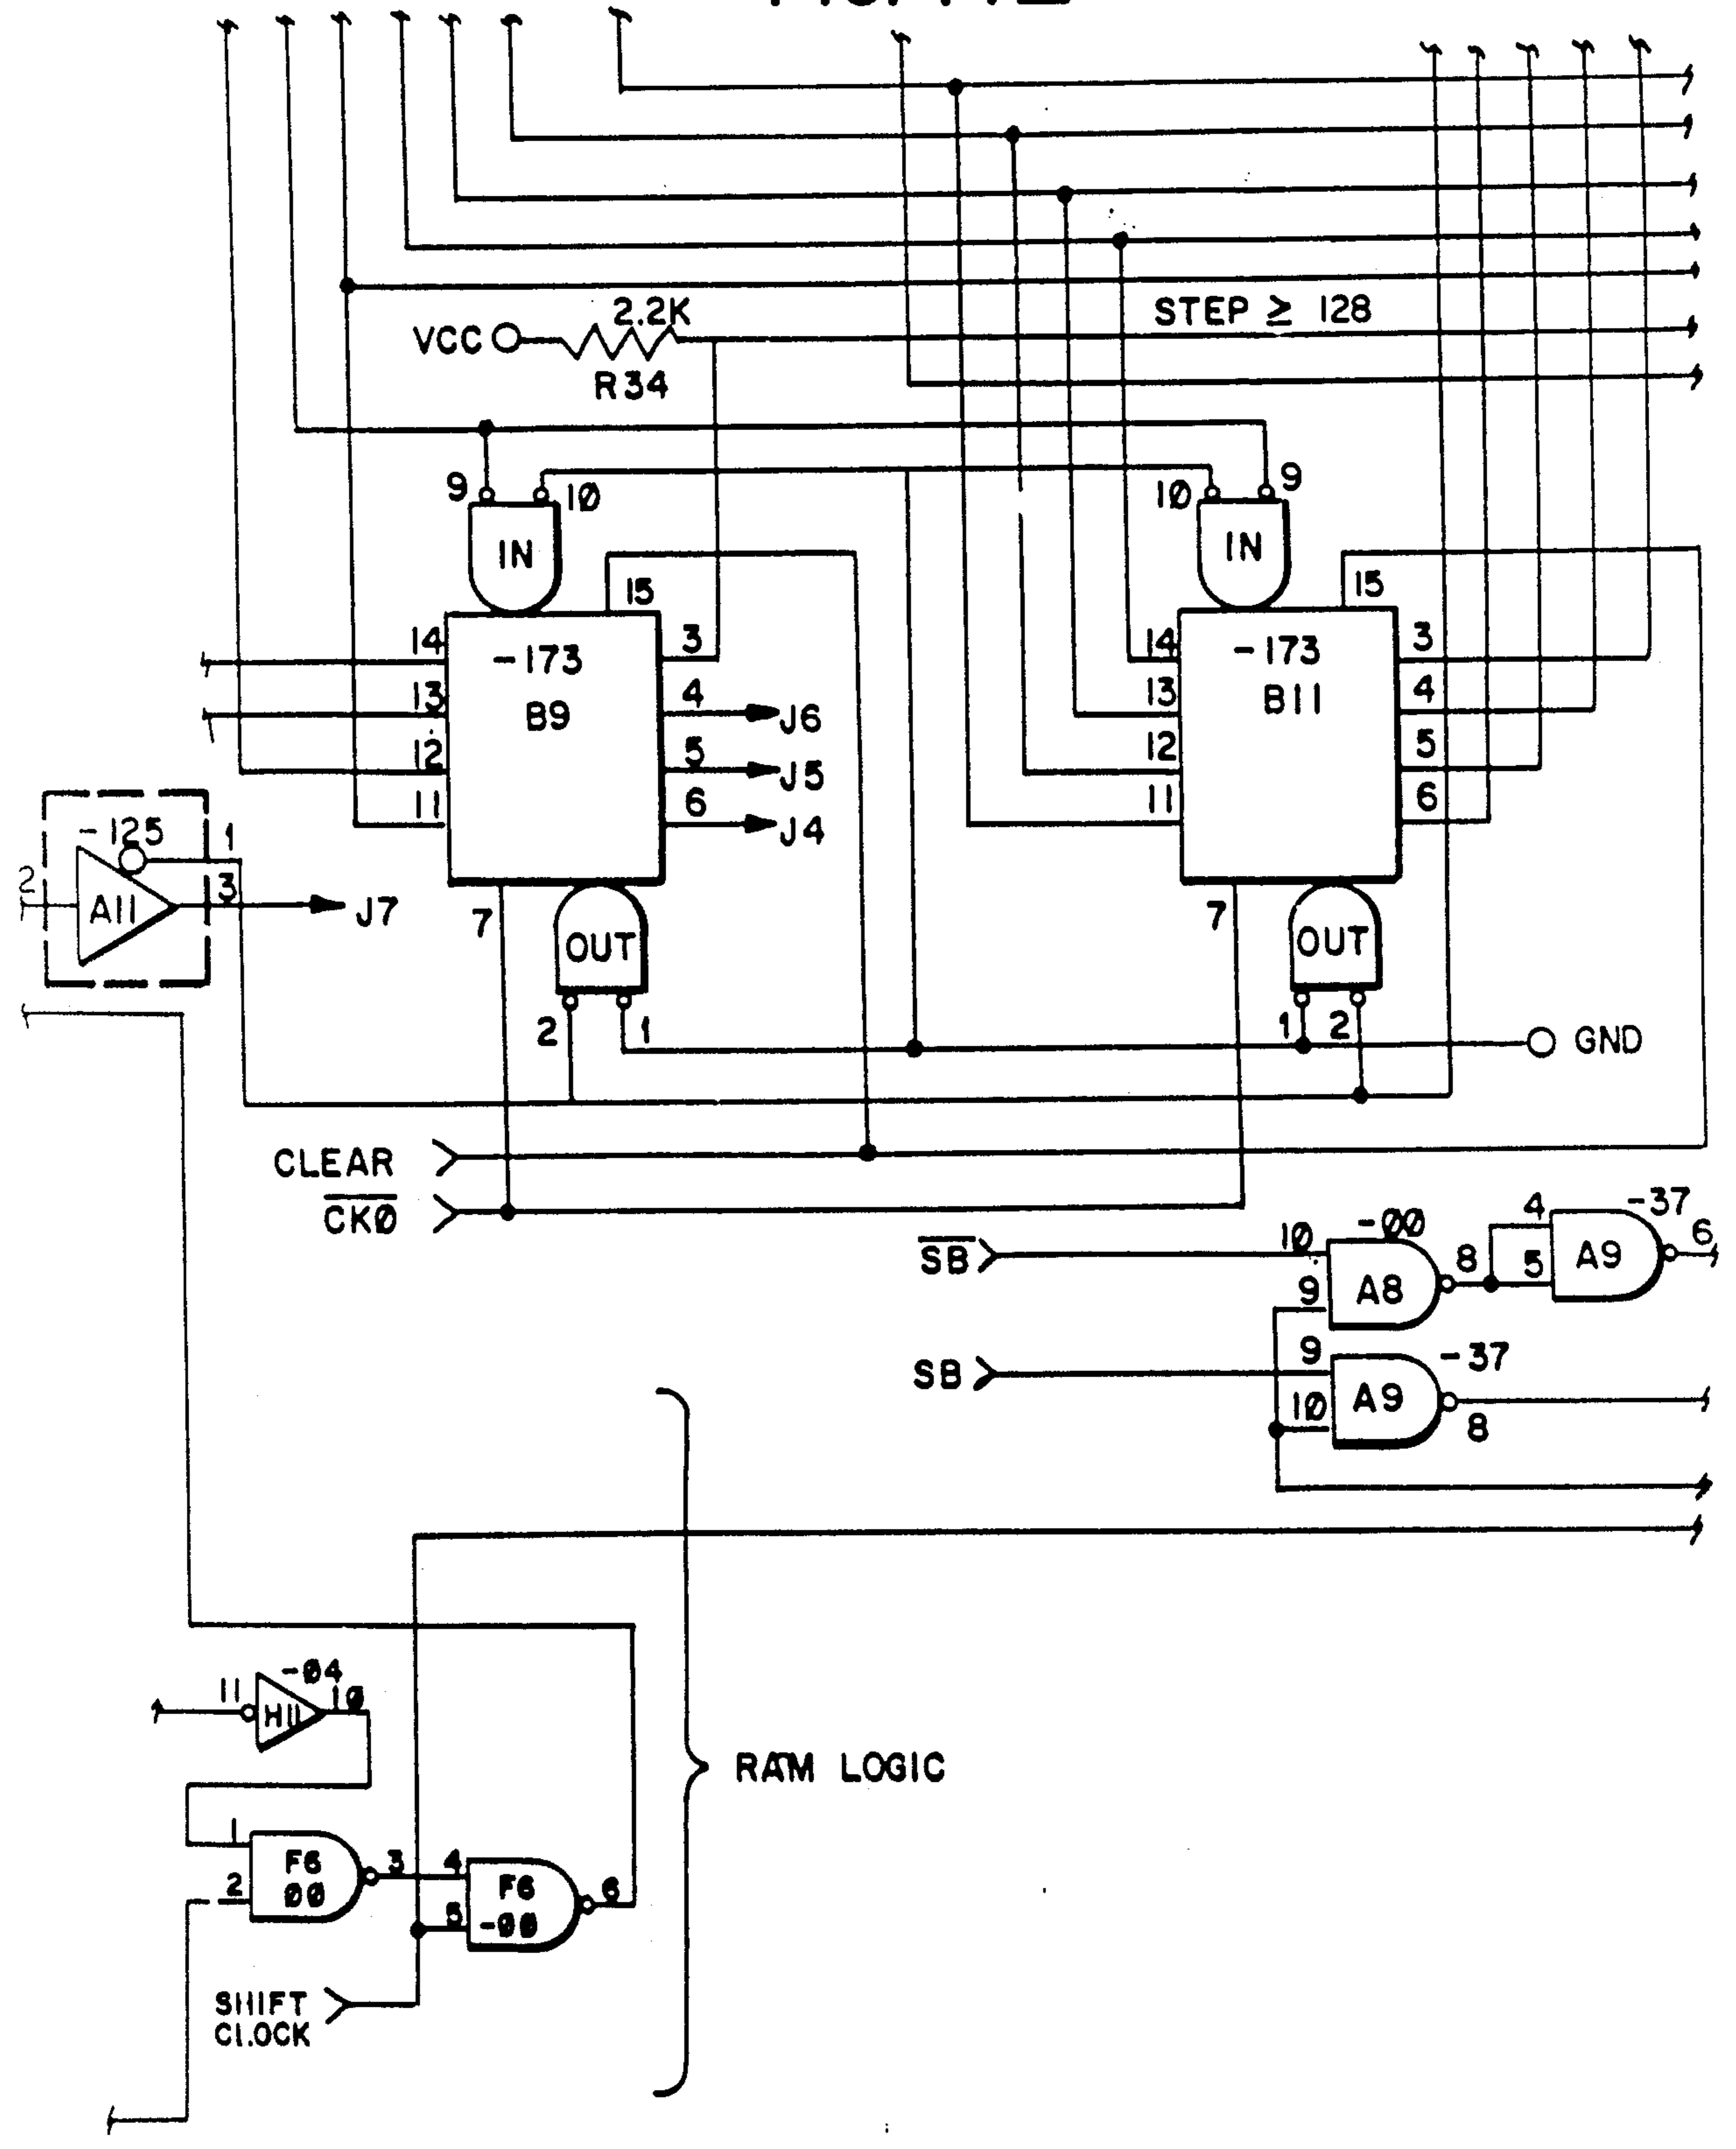 2.2K
STEP ≥ 128
VCC
R34
9
10
10
9
IN
IN
15
15
14
-173
3
14
-173
3
13
B9
4
J6
13
B11
4
12
5
J5
12
5
11
6
J4
11
6
-125
1
2
A11
3
J7
7
OUT
7
OUT
2
1
1
2
GND
CLEAR
CKØ
SB
10
-ØØ
4
-37
6
9
A8
8
5
A9
SB
9
-37
10
A9
8
-Ø4
11
H11
1Ø
RAM LOGIC
1
F6
3
4
F6
6
2
ØØ
5
-ØØ
SHIFT
CLOCK